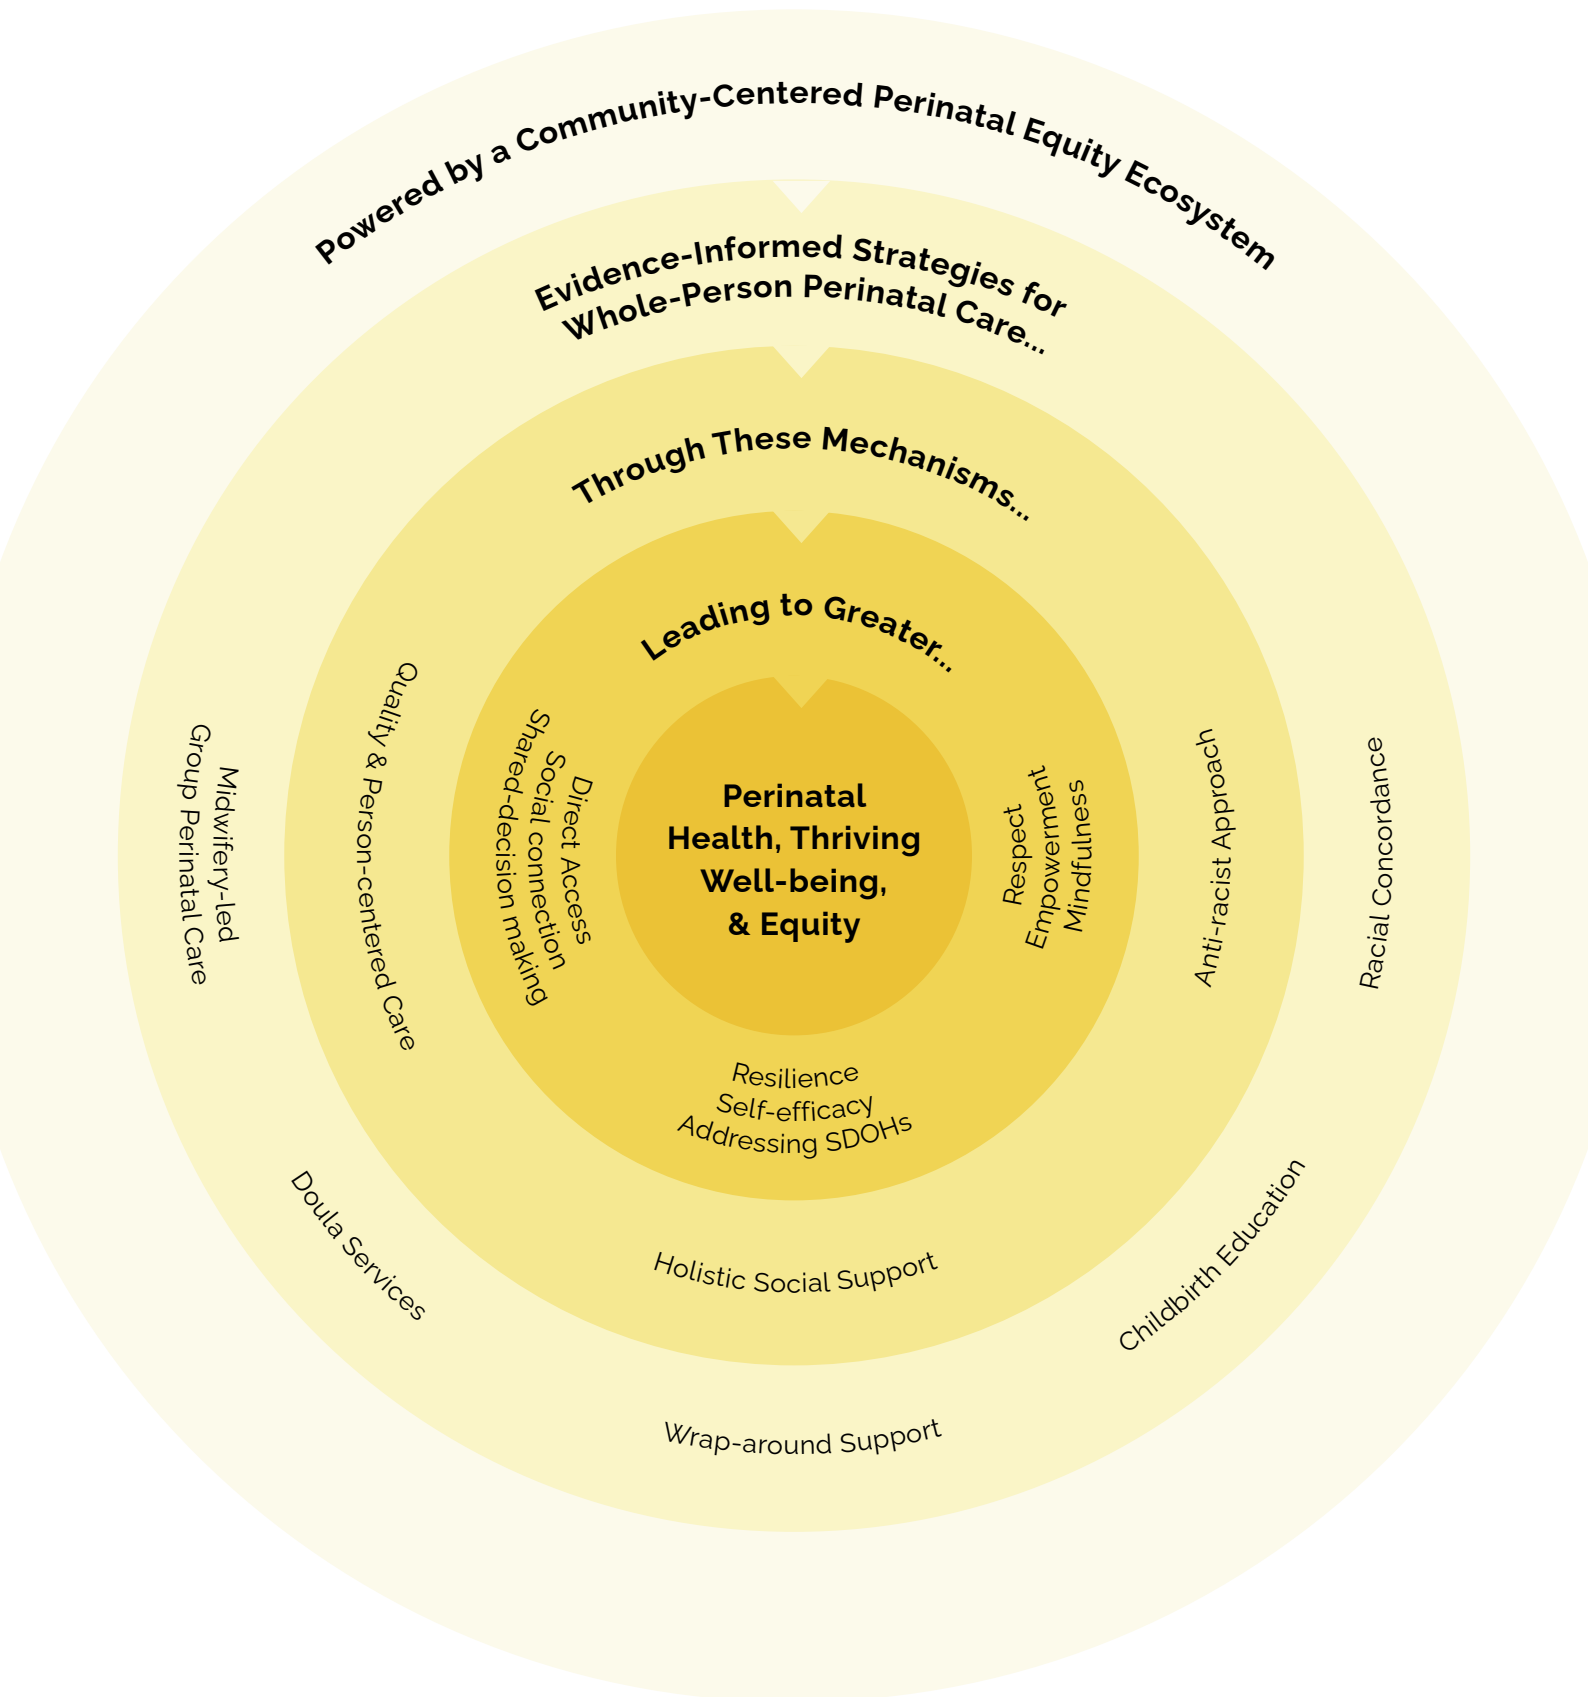 Powered by a Community-Centered Perinatal Equity Ecosystem
Evidence-Informed Strategies for
Whole-Person Perinatal Care...
Midwifery-led
Group Perinatal Care
Doula Services
Wrap-around Support
Childbirth Education
Racial Concordance
Through These Mechanisms...
Quality & Person-centered Care
Holistic Social Support
Anti-racist Approach
Leading to Greater...
Direct Access
Social connection
Shared-decision making
Resilience
Self-efficacy
Addressing SDOHs
Respect
Empowerment
Mindfulness
Perinatal
Health, Thriving
Well-being,
& Equity